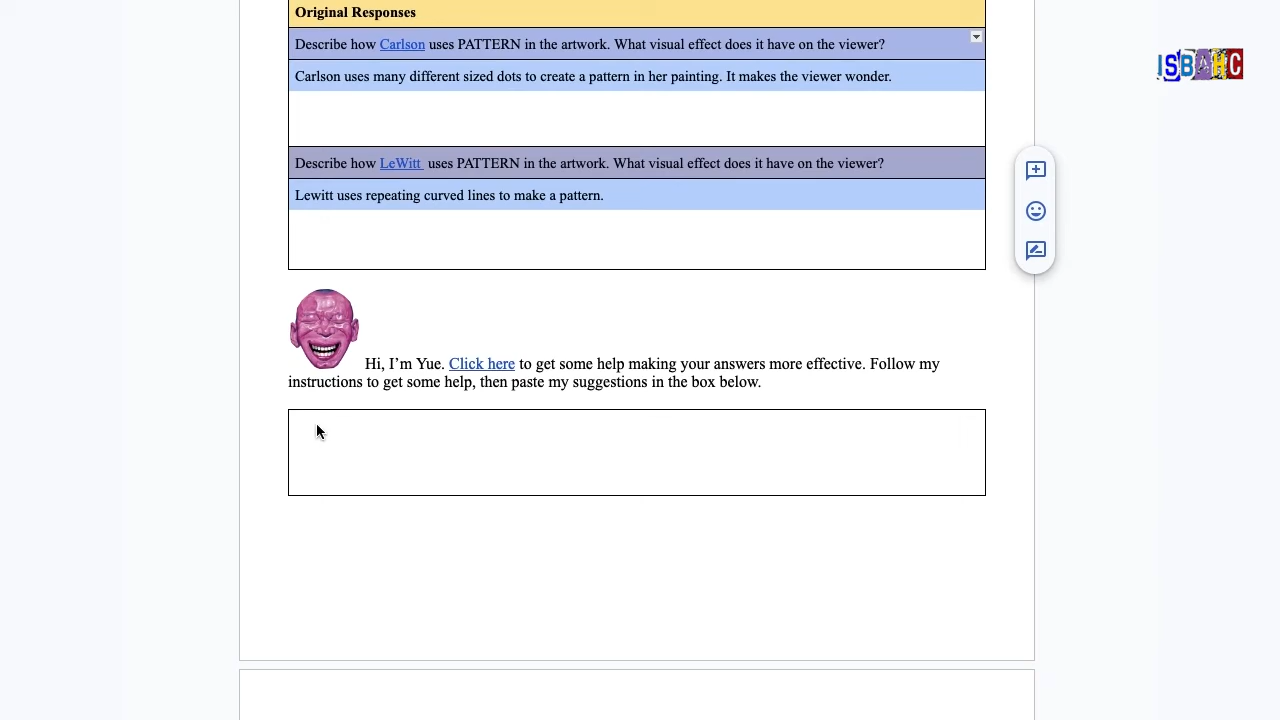 Original Responses
Describe how Carlson uses PATTERN in the artwork. What visual effect does it have on the viewer?
ISBAHC
Carlson uses many different sized dots to create a pattern in her painting. It makes the viewer wonder.
Describe how LeWitt uses PATTERN in the artwork. What visual effect does it have on the viewer?
Lewitt uses repeating curved lines to make a pattern.
Hi, I’m Yue. Click here to get some help making your answers more effective. Follow my
instructions to get some help, then paste my suggestions in the box below.